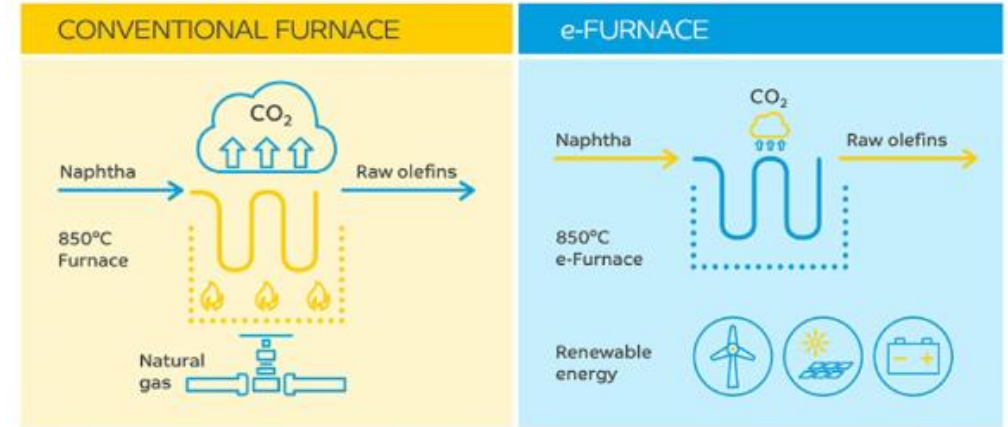 CONVENTIONAL FURNACE
CO₂
Naphtha
Raw olefins
850°C
Furnace
Natural
gas
e-FURNACE
CO₂
Naphtha
Raw olefins
850°C
e-Furnace
Renewable
energy